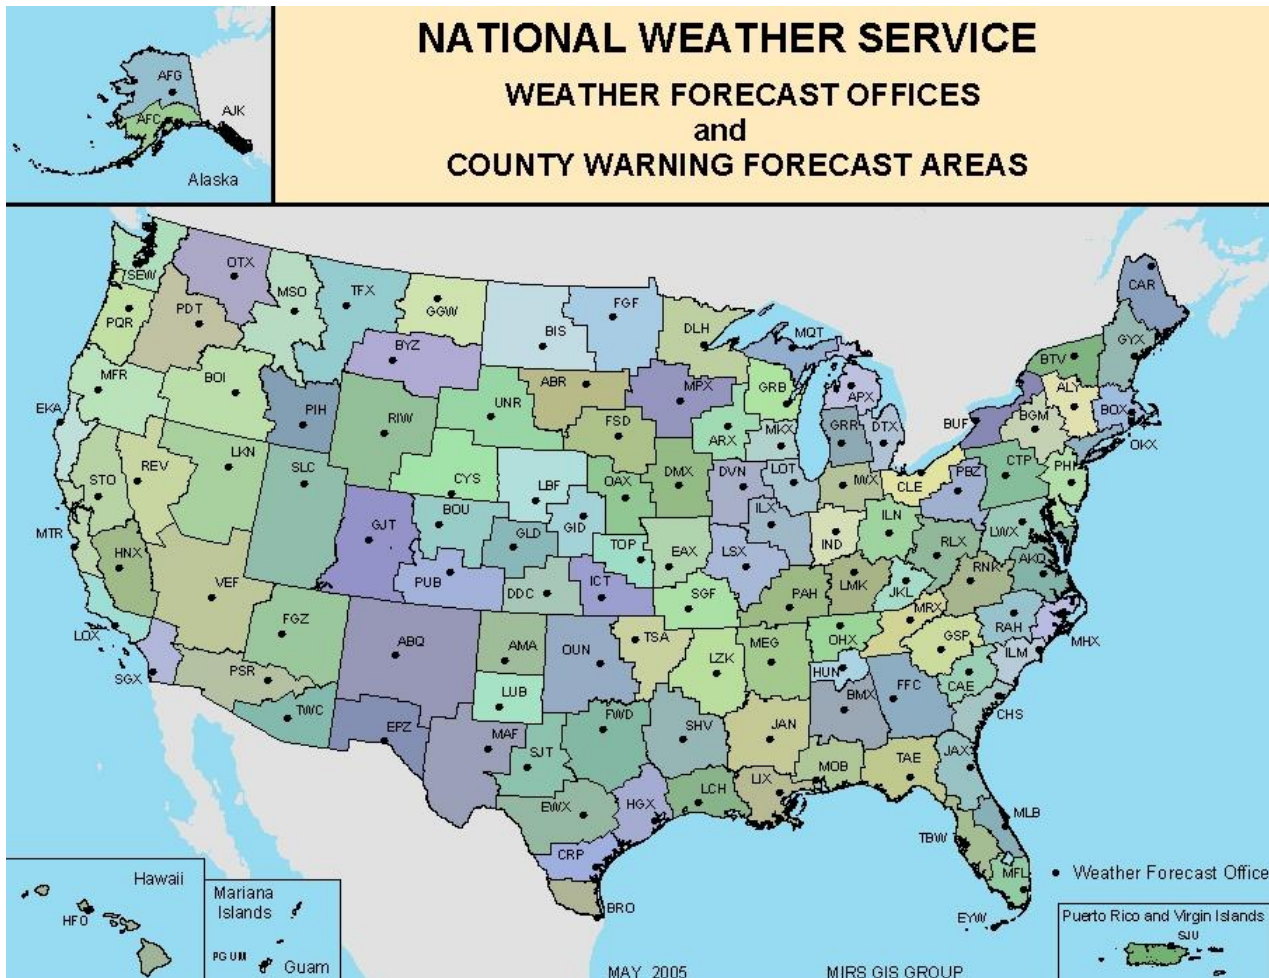 NATIONAL WEATHER SERVICE
WEATHER FORECAST OFFICES
and
COUNTY WARNING FORECAST AREAS
AFG
AFC
AJK
Alaska
SEW
OTX
MSO
TFX
GGW
BIS
FGF
DLH
MQT
CAR
PQR
PDT
BYZ
ABR
MPX
GRB
APX
BTV
GYX
MFR
BOI
PIH
RIW
UNR
FSD
ARX
MKX
GRR
DTX
BUF
BGM
ALY
BOX
OKX
EKA
STO
REV
LKN
SLC
CYS
LBF
OAX
DMX
DVN
LOT
IWX
CLE
PBZ
CTP
PHI
MTR
HNX
VEF
GJT
BOU
GLD
GID
TOP
EAX
LSX
ILX
IND
ILN
RLX
LWX
AKQ
PUB
DDC
ICT
SGF
PAH
LMK
JKL
RNK
LOX
SGX
PSR
FGZ
TWC
ABQ
EPZ
AMA
LUB
OUN
TSA
LZK
MEG
OHX
HUN
MRX
GSP
RAH
MHX
ILM
CAE
CHS
MAF
SJT
FWD
SHV
JAN
BMX
FFC
EWX
HGX
LCH
LIX
MOB
TAE
JAX
CRP
BRO
MLB
TBW
MFL
EYW
Weather Forecast Office
Hawaii
HFO
Mariana
Islands
PGUM
Guam
Puerto Rico and Virgin Islands
SJU
MAY 2005
MIRS GIS GROUP